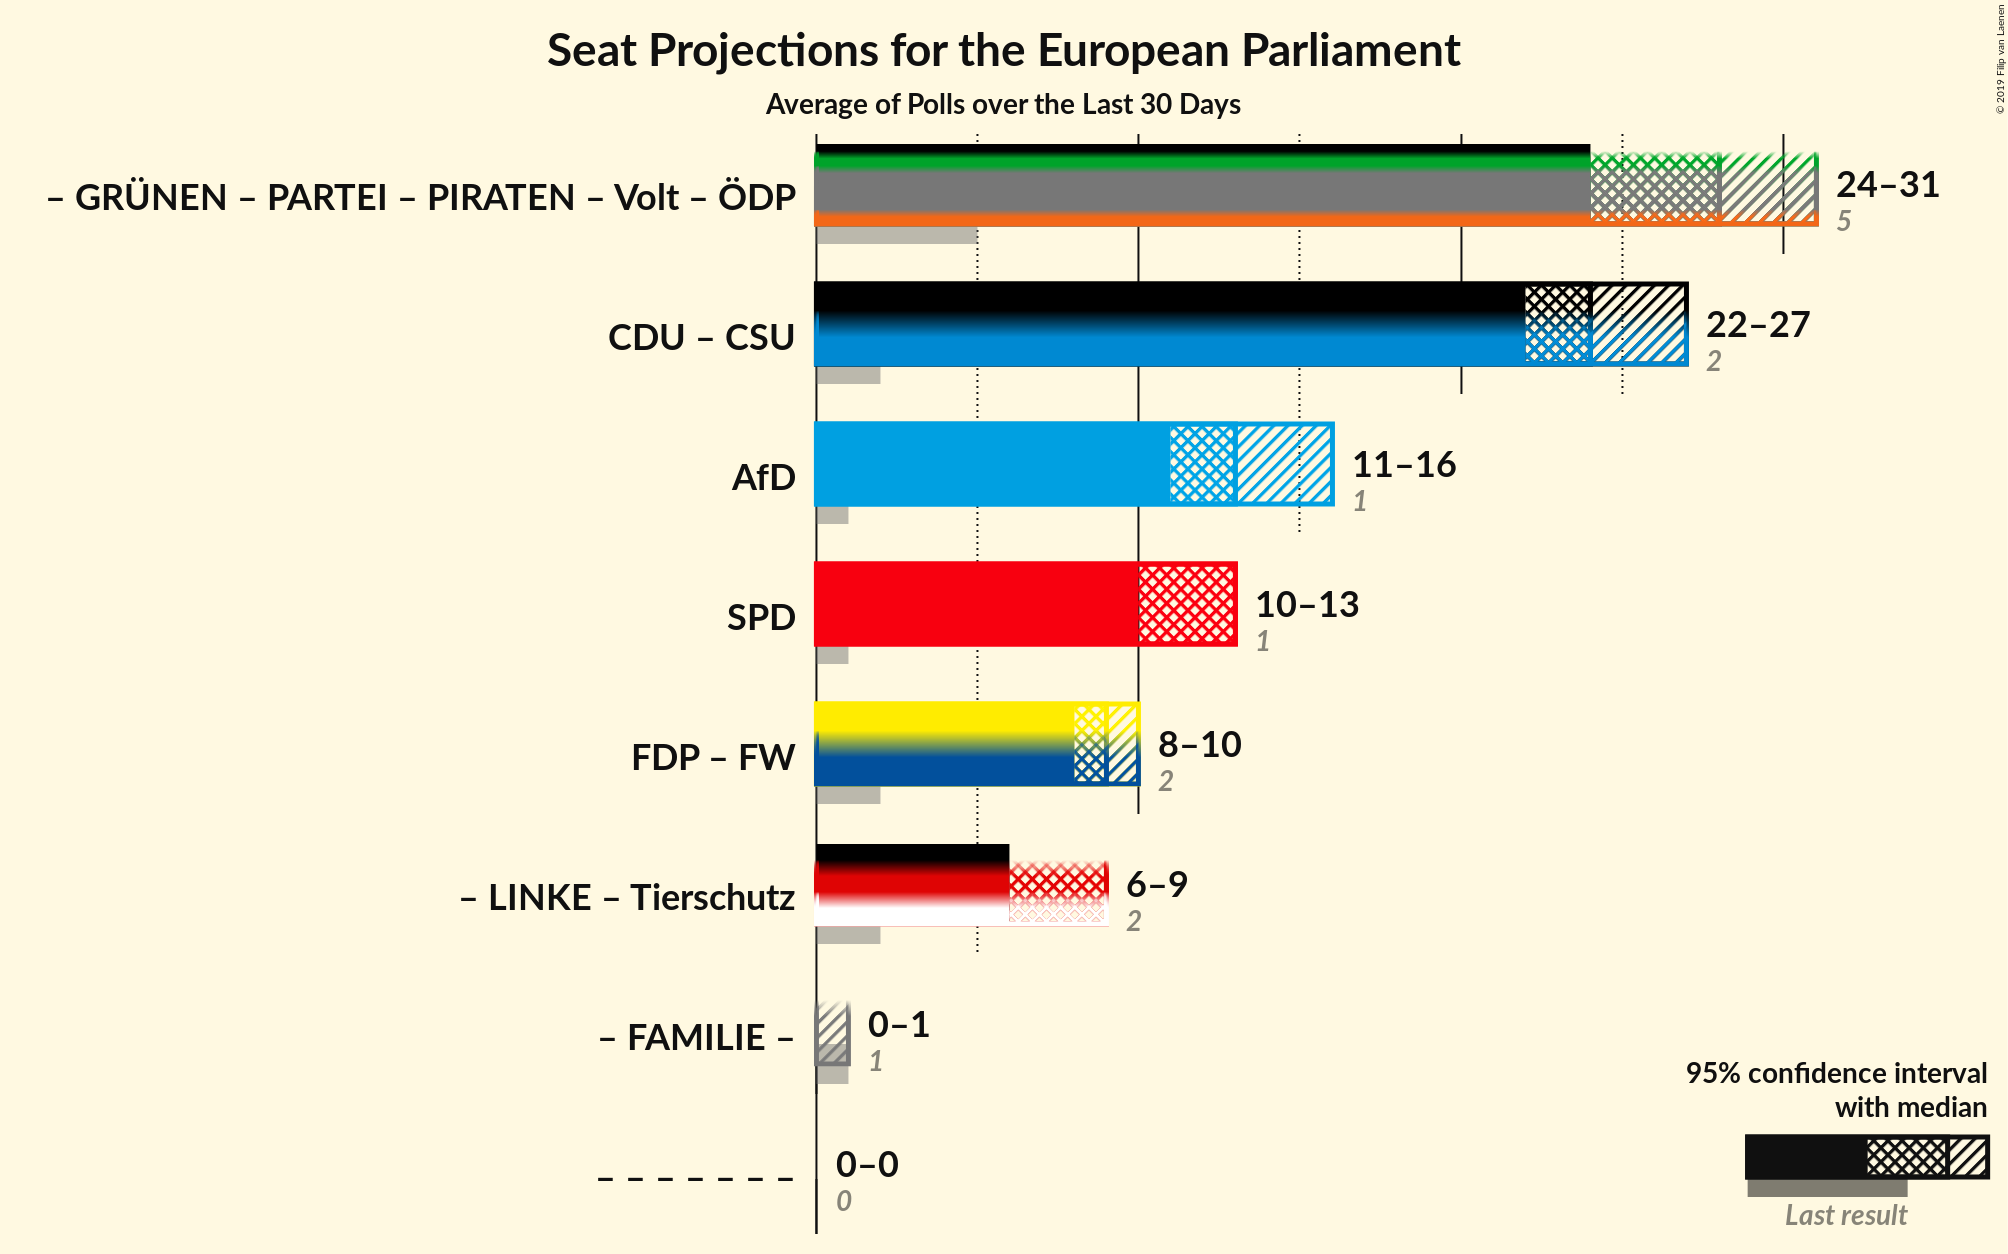 Seat Projections for the European Parliament
Average of Polls over the Last 30 Days
© 2019 Filip van Laenen
– GRÜNEN – PARTEI – PIRATEN – Volt – ÖDP
24–31
5
CDU – CSU
22–27
2
AfD
11–16
1
SPD
10–13
1
FDP – FW
8–10
2
– LINKE – Tierschutz
6–9
2
– FAMILIE –
0–1
1
– – – – – – –
0–0
0
95% confidence interval
with median
Last result